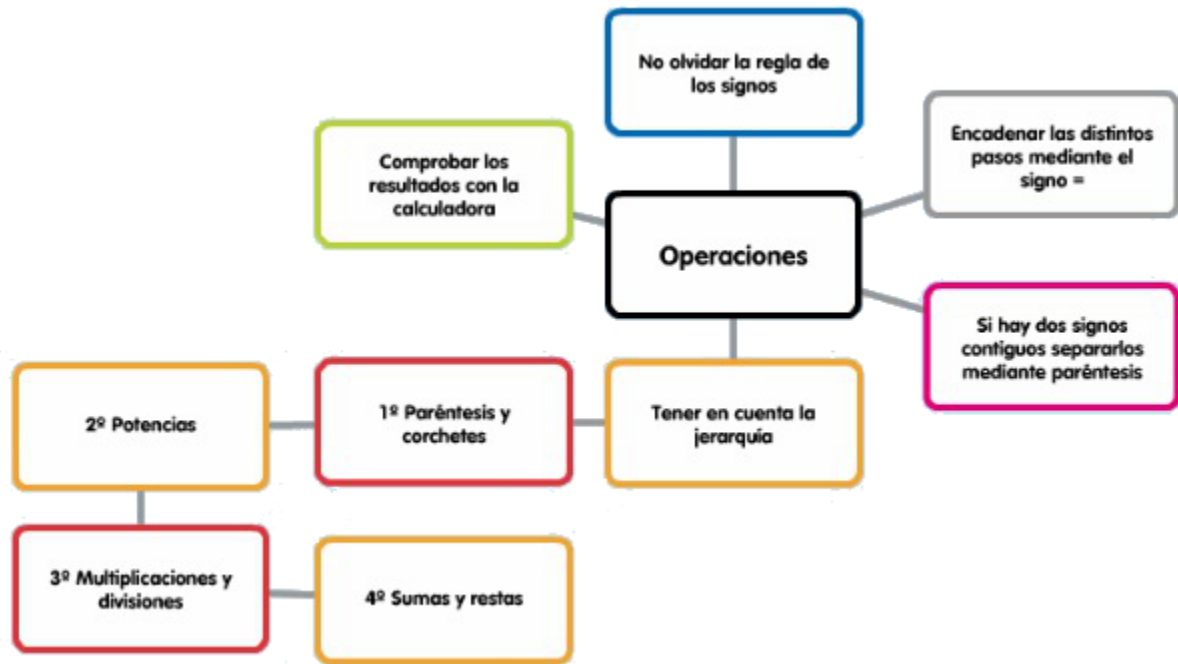 No olvidar la regla de
los signos
Encadenar las distintos
pasos mediante el
signo =
Comprobar los
resultados con la
calculadora
Operaciones
Si hay dos signos
contiguos separarlos
mediante paréntesis
Tener en cuenta la
jerarquía
1º Paréntesis y
corchetes
2º Potencias
3º Multiplicaciones y
divisiones
4º Sumas y restas